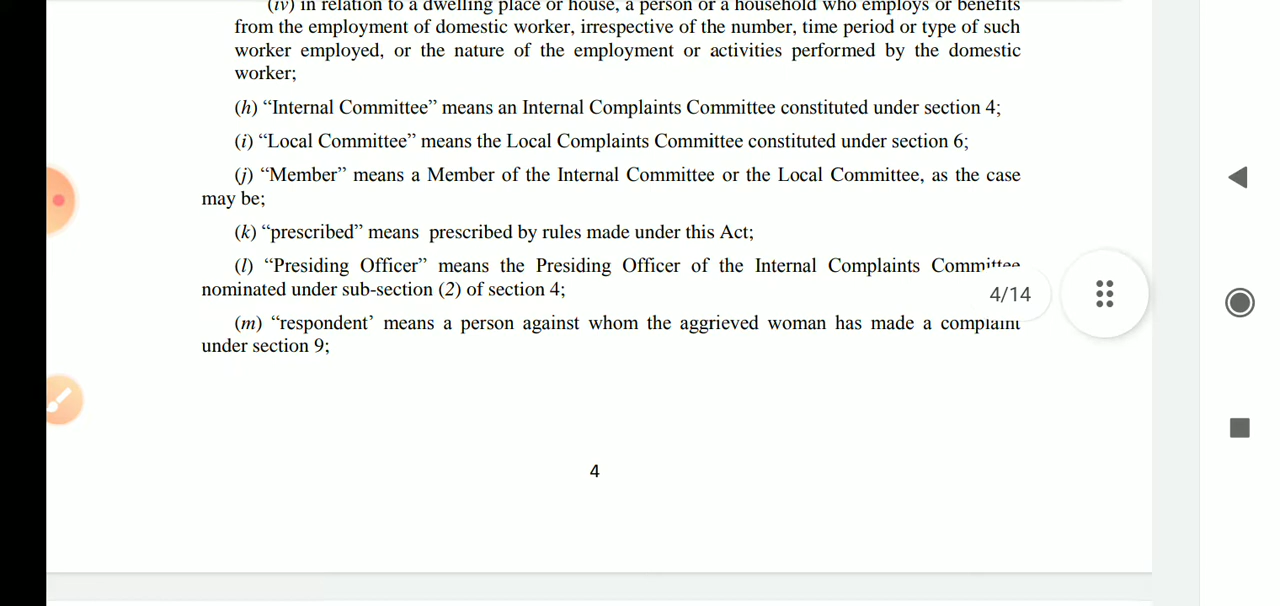 (iv) in relation to a dwelling place or house, a person or a household who employs or benefits
from the employment of domestic worker, irrespective of the number, time period or type of such
worker employed, or the nature of the employment or activities performed by the domestic
worker;
(h) “Internal Committee” means an Internal Complaints Committee constituted under section 4;
(i) “Local Committee” means the Local Complaints Committee constituted under section 6;
(j) “Member” means a Member of the Internal Committee or the Local Committee, as the case
may be;
(k) “prescribed” means prescribed by rules made under this Act;
(l) “Presiding Officer” means the Presiding Officer of the Internal Complaints Committee
nominated under sub-section (2) of section 4;
4/14
(m) “respondent’ means a person against whom the aggrieved woman has made a complaint
under section 9;
4